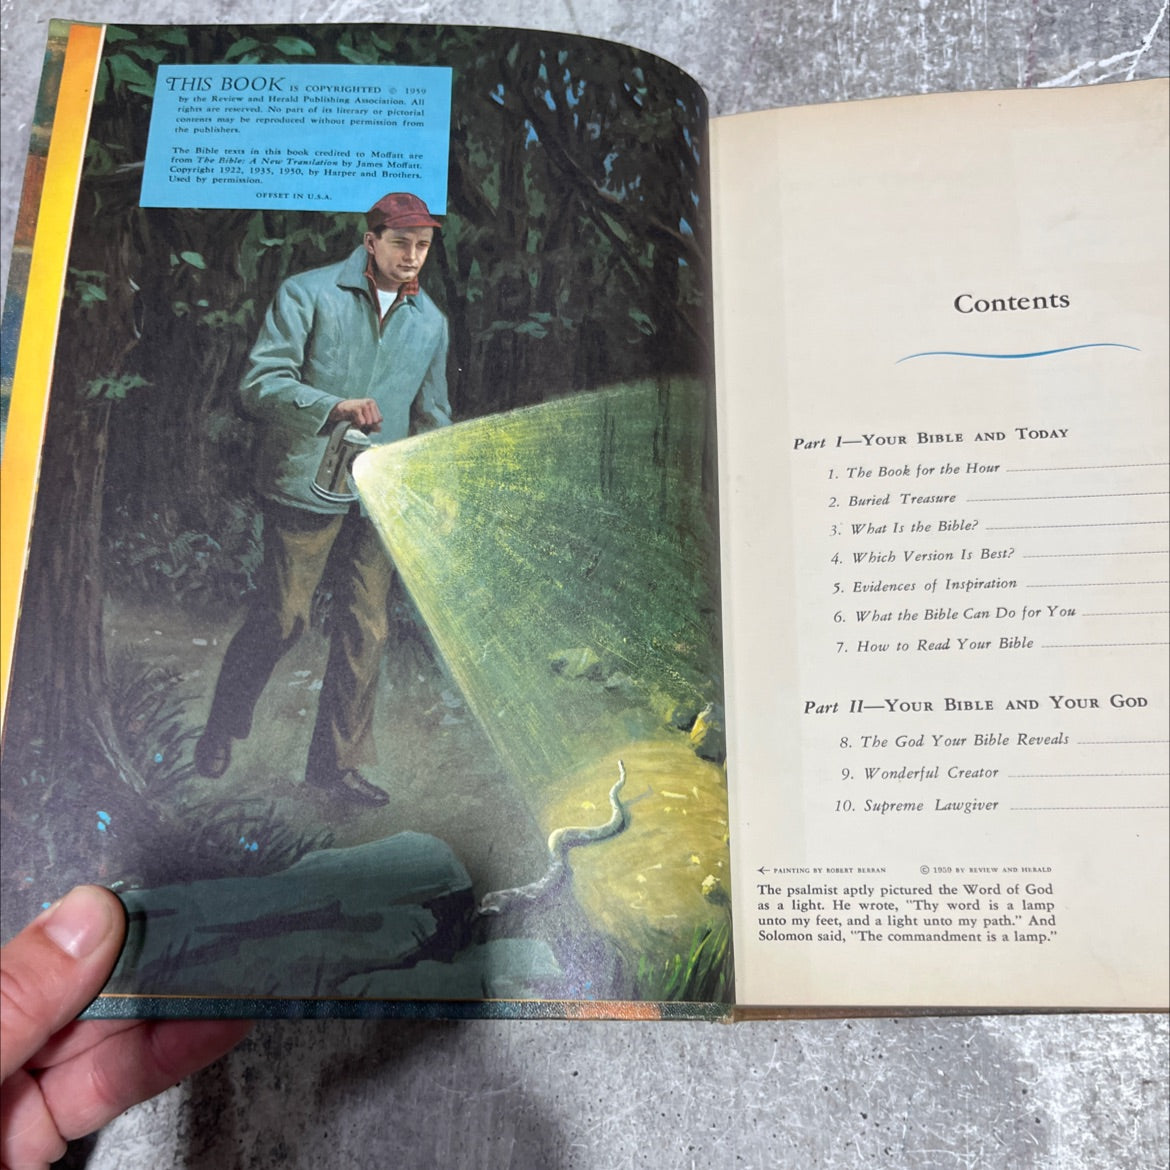 THIS BOOK IS COPYRIGHTED © 1959
by the Review and Herald Publishing Association. All
rights are reserved. No part of its literary or pictorial
contents may be reproduced without permission from
the publishers.
The Bible texts in this book credited to Moffatt are
from The Bible: A New Translation by James Moffatt.
Copyright 1922, 1935, 1950, by Harper and Brothers.
Used by permission.
OFFSET IN U.S.A.
Contents
Part I—YOUR BIBLE AND TODAY
1. The Book for the Hour
2. Buried Treasure
3. What Is the Bible?
4. Which Version Is Best?
5. Evidences of Inspiration
6. What the Bible Can Do for You
7. How to Read Your Bible
Part II—YOUR BIBLE AND YOUR GOD
8. The God Your Bible Reveals
9. Wonderful Creator
10. Supreme Lawgiver
PAINTING BY ROBERT BERRAN © 1959 BY REVIEW AND HERALD
The psalmist aptly pictured the Word of God
as a light. He wrote, "Thy word is a lamp
unto my feet, and a light unto my path." And
Solomon said, "The commandment is a lamp."